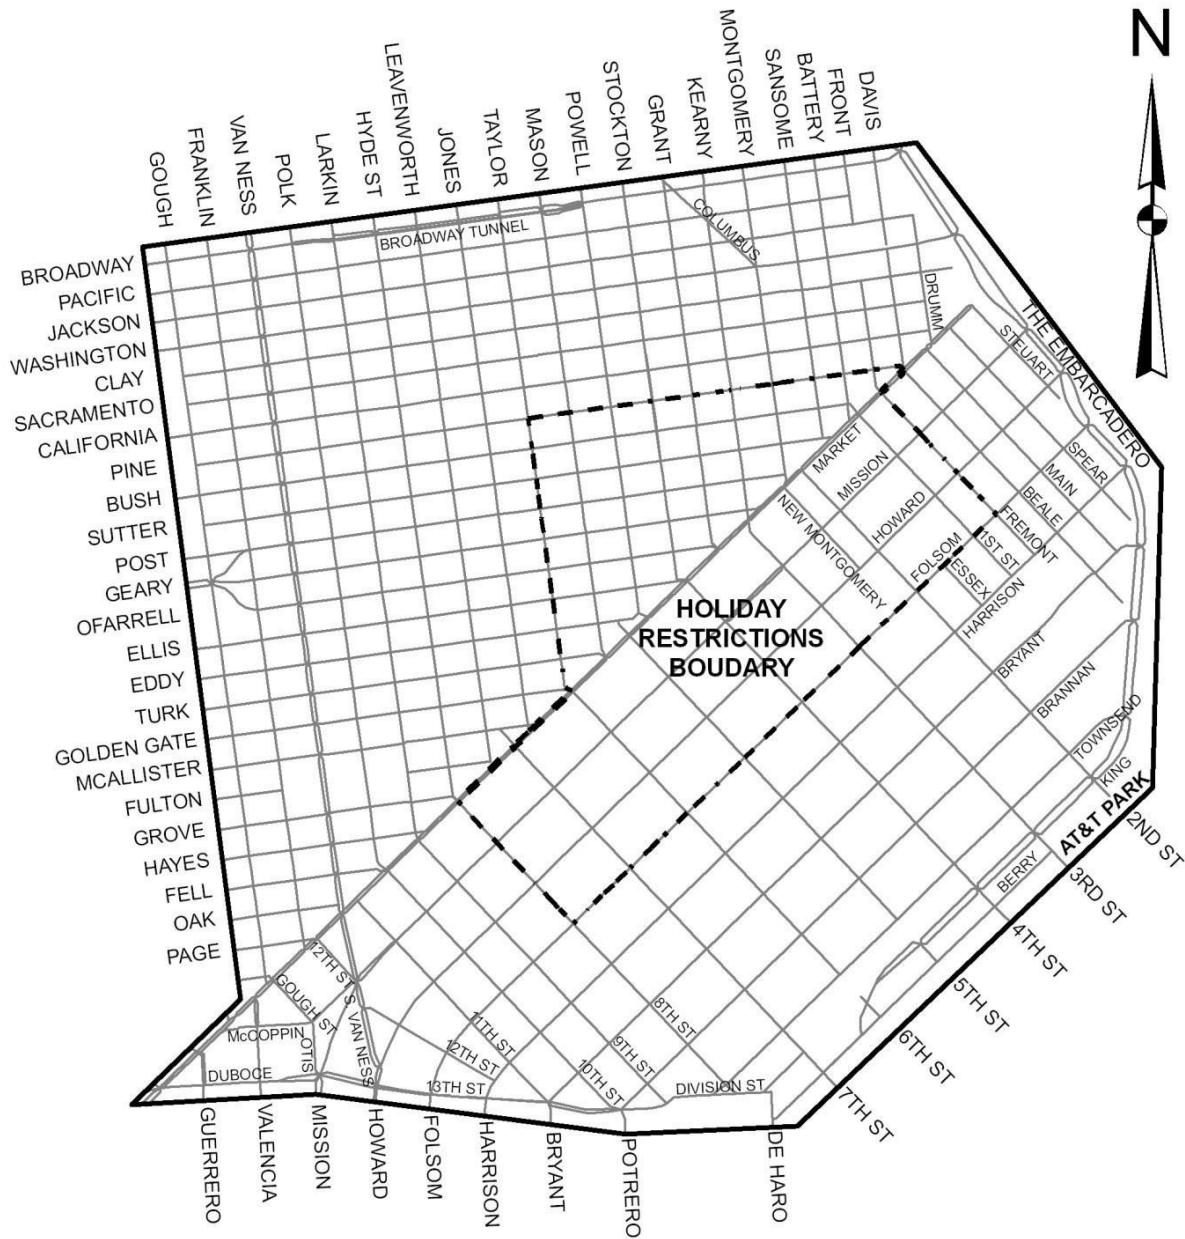 N
GOUGH
FRANKLIN
VAN NESS
POLK
LARKIN
HYDE ST
LEAVENWORTH
JONES
TAYLOR
MASON
POWELL
STOCKTON
GRANT
KEARNY
MONTGOMERY
SANSOME
BATTERY
FRONT
DAVIS
BROADWAY
PACIFIC
JACKSON
WASHINGTON
CLAY
SACRAMENTO
CALIFORNIA
PINE
BUSH
SUTTER
POST
GEARY
OFARRELL
ELLIS
EDDY
TURK
GOLDEN GATE
MCALLISTER
FULTON
GROVE
HAYES
FELL
OAK
PAGE
BROADWAY TUNNEL
COLUMBUS
DRUMM
THE EMBARCADERO
STEUART
SPEAR
MAIN
BEALE
FREMONT
1ST ST
ESSEX
MARKET
MISSION
HOWARD
FOLSOM
HARRISON
NEW MONTGOMERY
BRYANT
BRANNAN
TOWNSEND
KING
BERRY
AT&T PARK
HOLIDAY
RESTRICTIONS
BOUDARY
2ND ST
3RD ST
4TH ST
5TH ST
6TH ST
7TH ST
8TH ST
9TH ST
10TH ST
11TH ST
12TH ST
13TH ST
DIVISION ST
12TH ST
GOUGH ST
S. VAN NESS
McCOPPIN
OTIS
DUBOCE
GUERRERO
VALENCIA
MISSION
HOWARD
FOLSOM
HARRISON
BRYANT
POTRERO
DE HARO